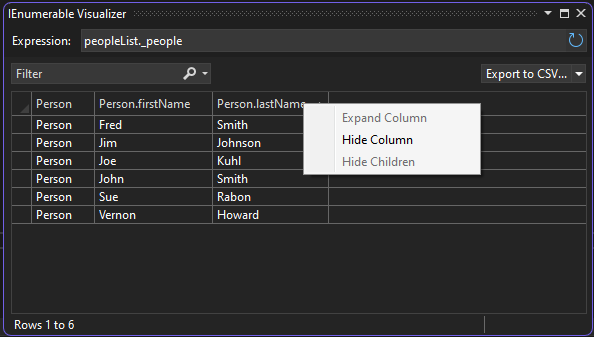 IEnumerable Visualizer
Expression: peopleList._people
Filter Export to CSV...
Person Person.firstName Person.lastName
Person Fred Smith
Person Jim Johnson
Person Joe Kuhl
Person John Smith
Person Sue Rabon
Person Vernon Howard
Expand Column
Hide Column
Hide Children
Rows 1 to 6